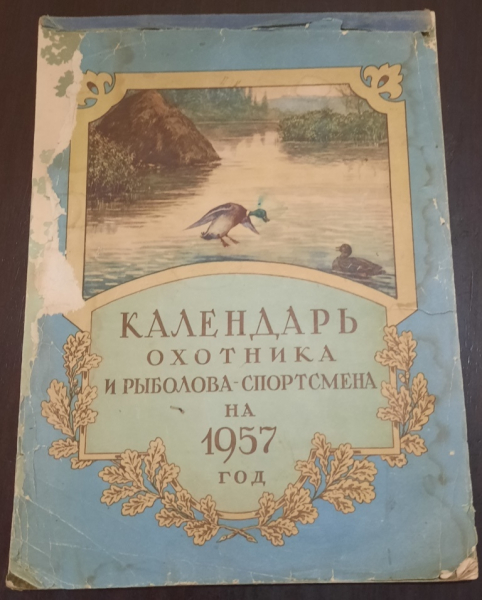 КАЛЕНДАРЬ
ОХОТНИКА
И РЫБОЛОВА-СПОРТСМЕНА
НА
1957
ГОД